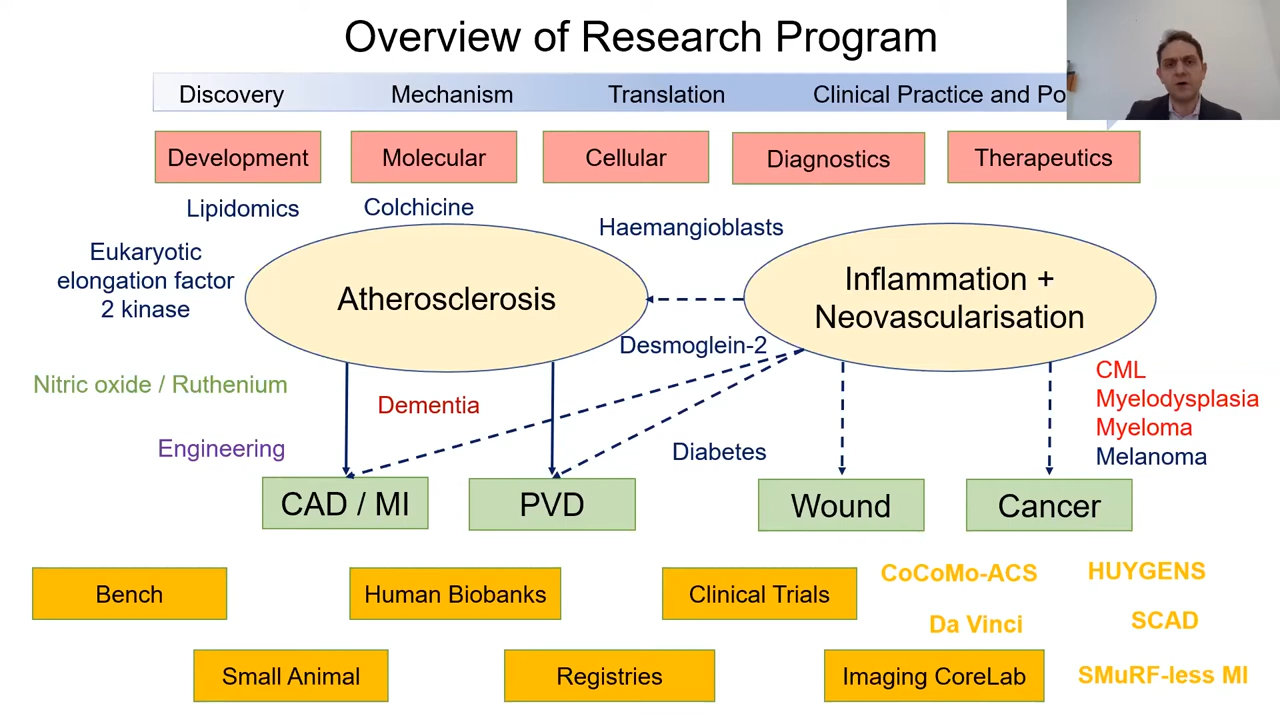 Overview of Research Program
Discovery
Mechanism
Translation
Clinical Practice and Po
Development
Molecular
Cellular
Diagnostics
Therapeutics
Lipidomics
Colchicine
Haemangioblasts
Eukaryotic
elongation factor
2 kinase
Atherosclerosis
Inflammation +
Neovascularisation
Desmoglein-2
Nitric oxide / Ruthenium
Dementia
CML
Myelodysplasia
Myeloma
Melanoma
Engineering
Diabetes
CAD / MI
PVD
Wound
Cancer
Bench
Human Biobanks
Clinical Trials
CoCoMo-ACS
HUYGENS
Da Vinci
SCAD
Small Animal
Registries
Imaging CoreLab
SMuRF-less MI